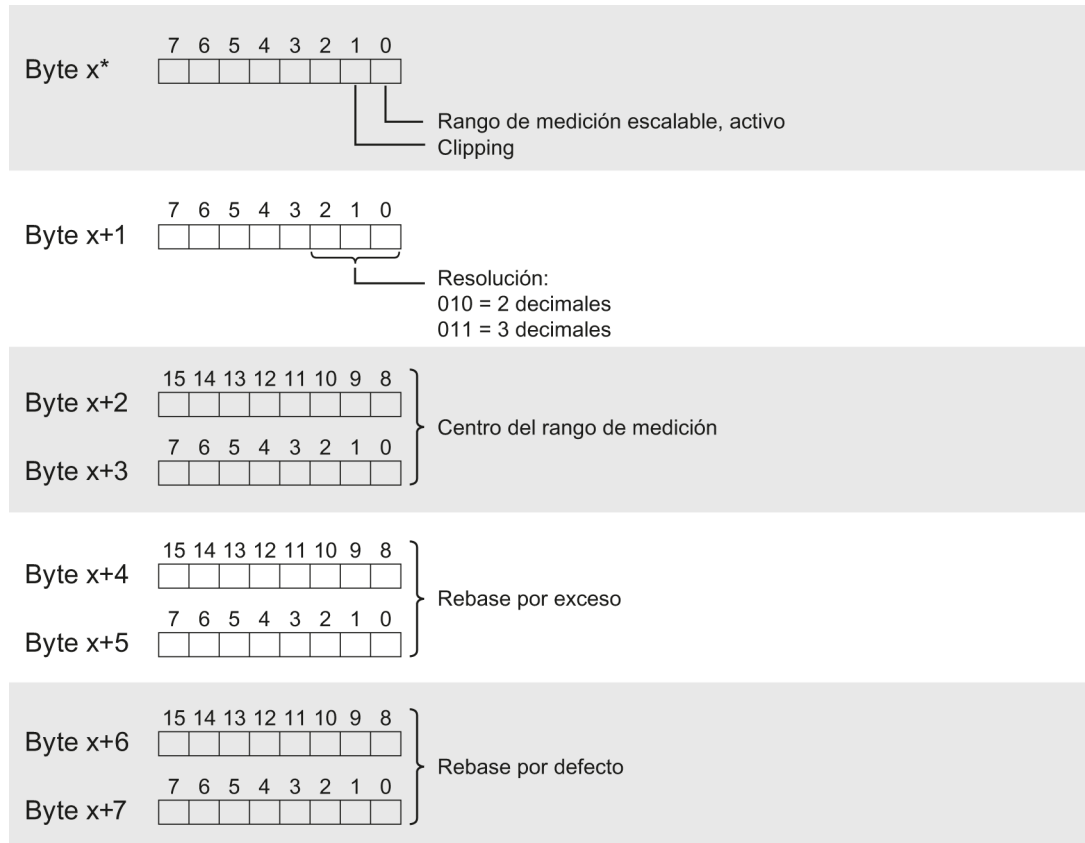 7 6 5 4 3 2 1 0
Byte x*
Rango de medición escalable, activo
Clipping
7 6 5 4 3 2 1 0
Byte x+1
Resolución:
010 = 2 decimales
011 = 3 decimales
15 14 13 12 11 10 9 8
Byte x+2
Centro del rango de medición
7 6 5 4 3 2 1 0
Byte x+3
15 14 13 12 11 10 9 8
Byte x+4
Rebase por exceso
7 6 5 4 3 2 1 0
Byte x+5
15 14 13 12 11 10 9 8
Byte x+6
Rebase por defecto
7 6 5 4 3 2 1 0
Byte x+7